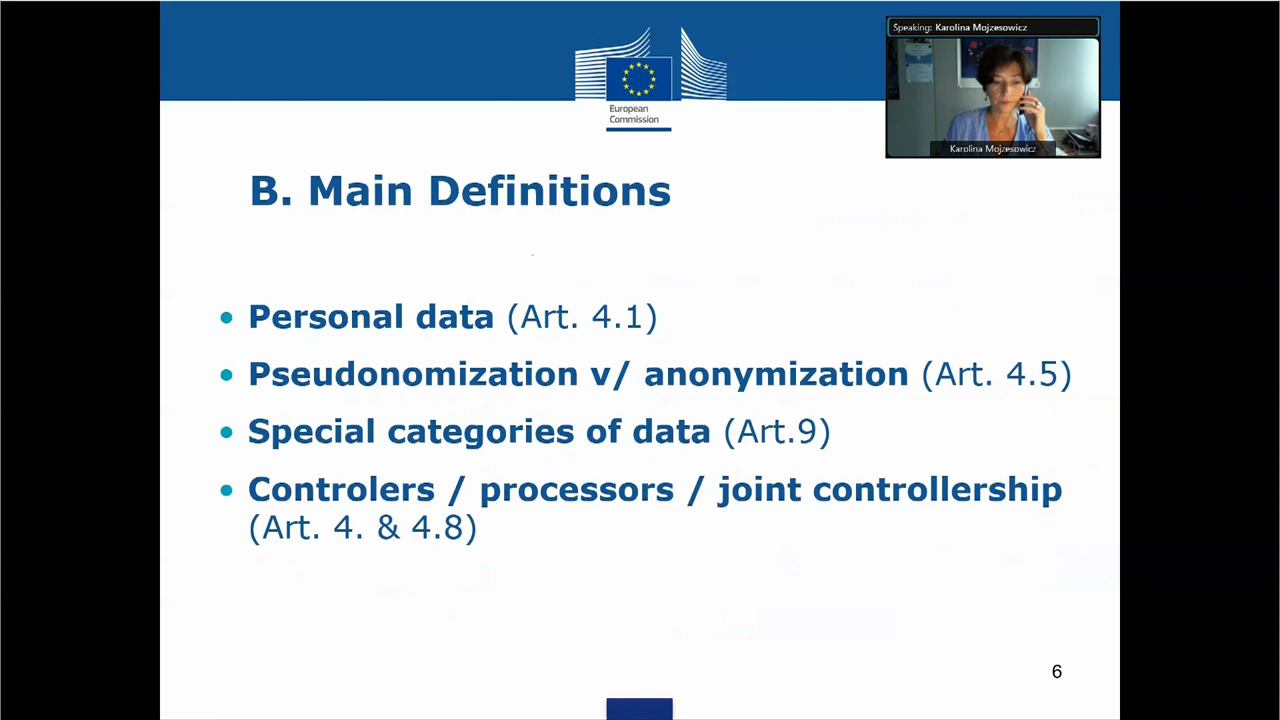 Speaking: Karolina Mojzesowicz
Karolina Mojzesowicz
European
Commission
B. Main Definitions
• Personal data (Art. 4.1)
• Pseudonomization v/ anonymization (Art. 4.5)
• Special categories of data (Art.9)
• Controlers / processors / joint controllership
(Art. 4. & 4.8)
6